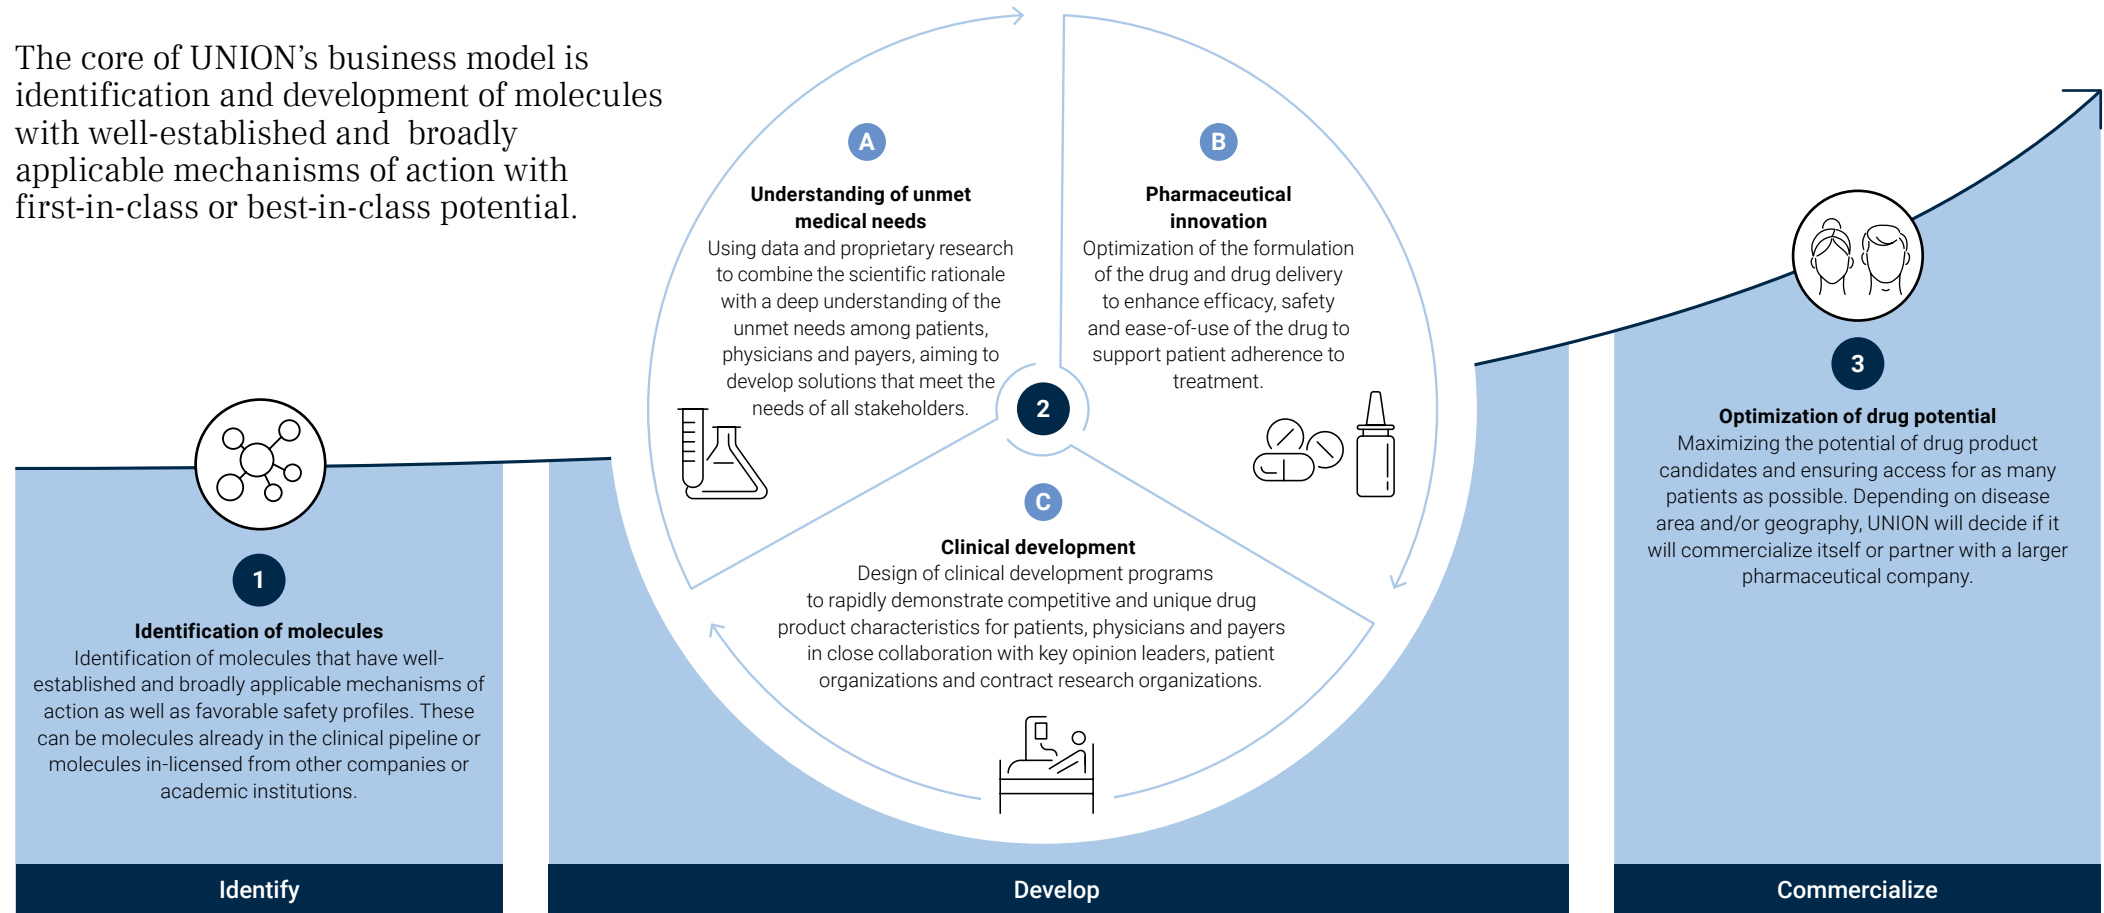 The core of UNION’s business model is
identification and development of molecules
with well-established and broadly
applicable mechanisms of action with
first-in-class or best-in-class potential.
1
Identification of molecules
Identification of molecules that have well-
established and broadly applicable mechanisms of
action as well as favorable safety profiles. These
can be molecules already in the clinical pipeline or
molecules in-licensed from other companies or
academic institutions.
Identify
2
A
Understanding of unmet
medical needs
Using data and proprietary research
to combine the scientific rationale
with a deep understanding of the
unmet needs among patients,
physicians and payers, aiming to
develop solutions that meet the
needs of all stakeholders.
B
Pharmaceutical
innovation
Optimization of the formulation
of the drug and drug delivery
to enhance efficacy, safety
and ease-of-use of the drug to
support patient adherence to
treatment.
C
Clinical development
Design of clinical development programs
to rapidly demonstrate competitive and unique drug
product characteristics for patients, physicians and payers
in close collaboration with key opinion leaders, patient
organizations and contract research organizations.
Develop
3
Optimization of drug potential
Maximizing the potential of drug product
candidates and ensuring access for as many
patients as possible. Depending on disease
area and/or geography, UNION will decide if it
will commercialize itself or partner with a larger
pharmaceutical company.
Commercialize